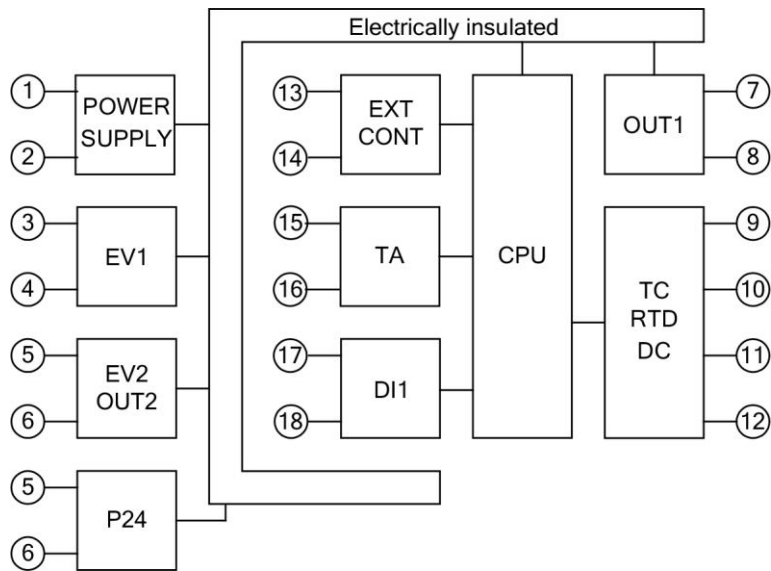 Electrically insulated
1
POWER
SUPPLY
2
3
EV1
4
5
EV2
OUT2
6
5
P24
6
13
EXT
CONT
14
15
TA
16
17
DI1
18
CPU
OUT1
7
8
TC
RTD
DC
9
10
11
12